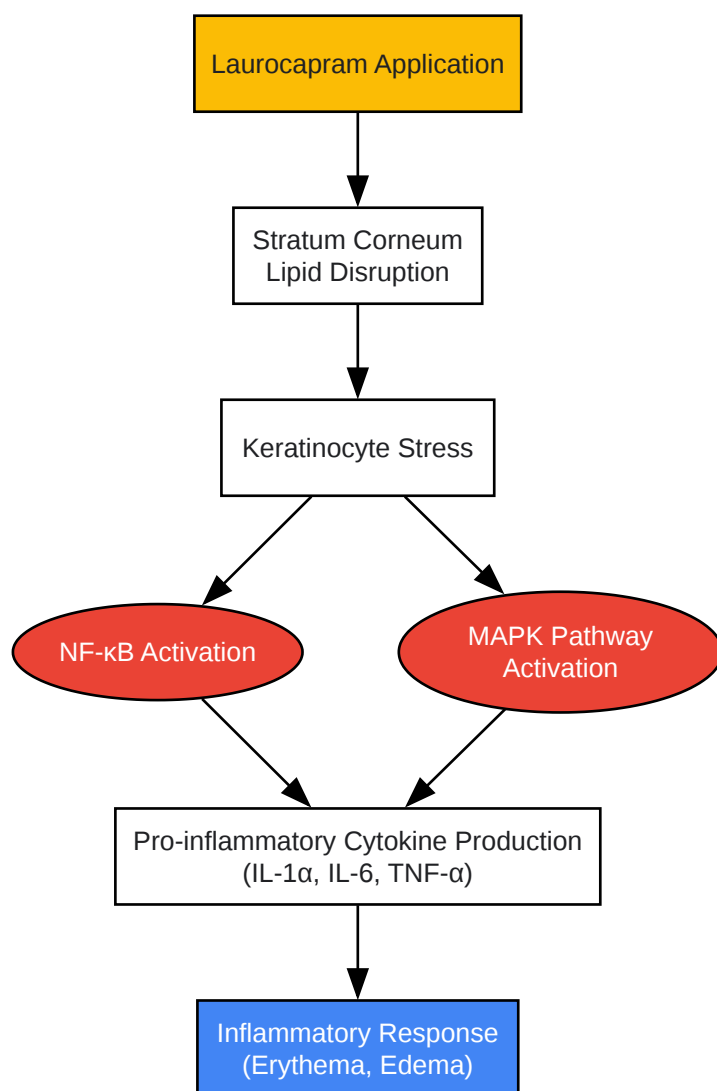 Laurocapram Application
Stratum Corneum
Lipid Disruption
Keratinocyte Stress
NF-κB Activation
MAPK Pathway
Activation
Pro-inflammatory Cytokine Production
(IL-1α, IL-6, TNF-α)
Inflammatory Response
(Erythema, Edema)